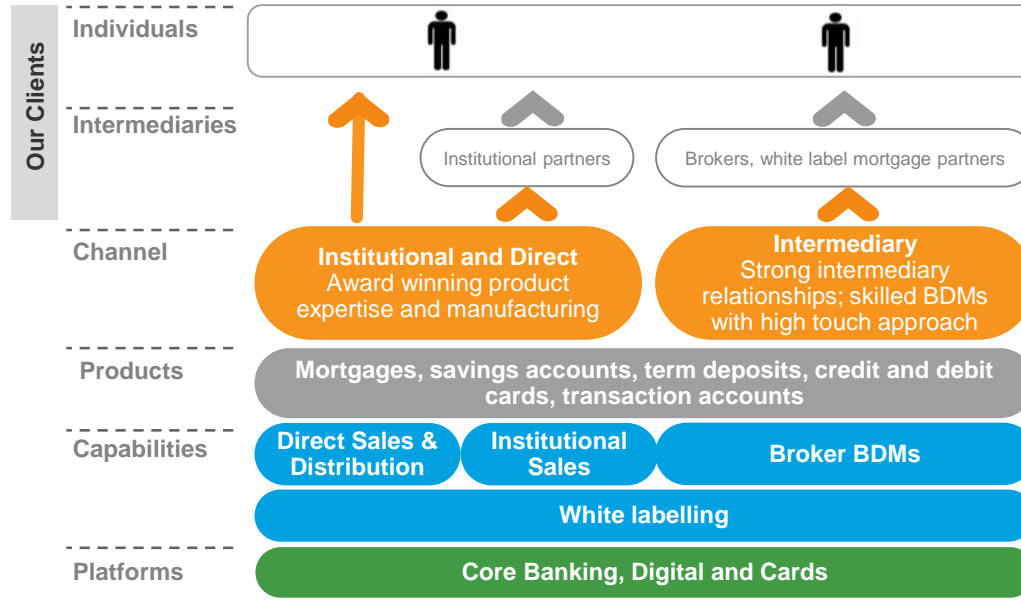 Our Clients
Individuals
Intermediaries
Institutional partners
Brokers, white label mortgage partners
Channel
Institutional and Direct
Award winning product
expertise and manufacturing
Intermediary
Strong intermediary
relationships; skilled BDMs
with high touch approach
Products
Mortgages, savings accounts, term deposits, credit and debit
cards, transaction accounts
Capabilities
Direct Sales &
Distribution
Institutional
Sales
Broker BDMs
White labelling
Platforms
Core Banking, Digital and Cards